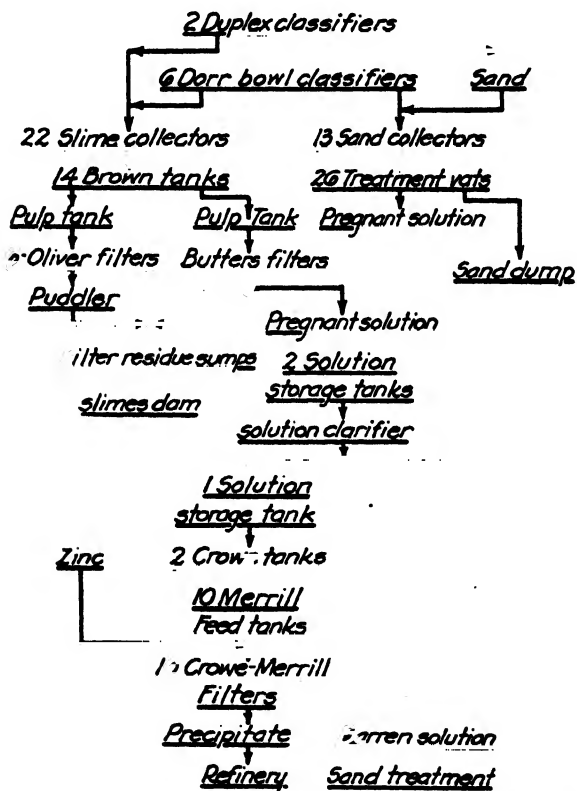 2 Duplex classifiers
6 Dorr bowl classifiers Sand
22 Slime collectors 13 Sand collectors
14 Brown tanks 26 Treatment vats
Pulp tank Pulp Tank Pregnant solution
Oliver filters Butters filters Sand dump
Puddler
Pregnant solution
residue sumps 2 Solution
slimes dam storage tanks
solution clarifier
1 Solution
storage tank
Zinc 2 tanks
10 Merrill
Feed tanks
Crowe-Merrill
Filters
Precipitate solution
Refinery Sand treatment